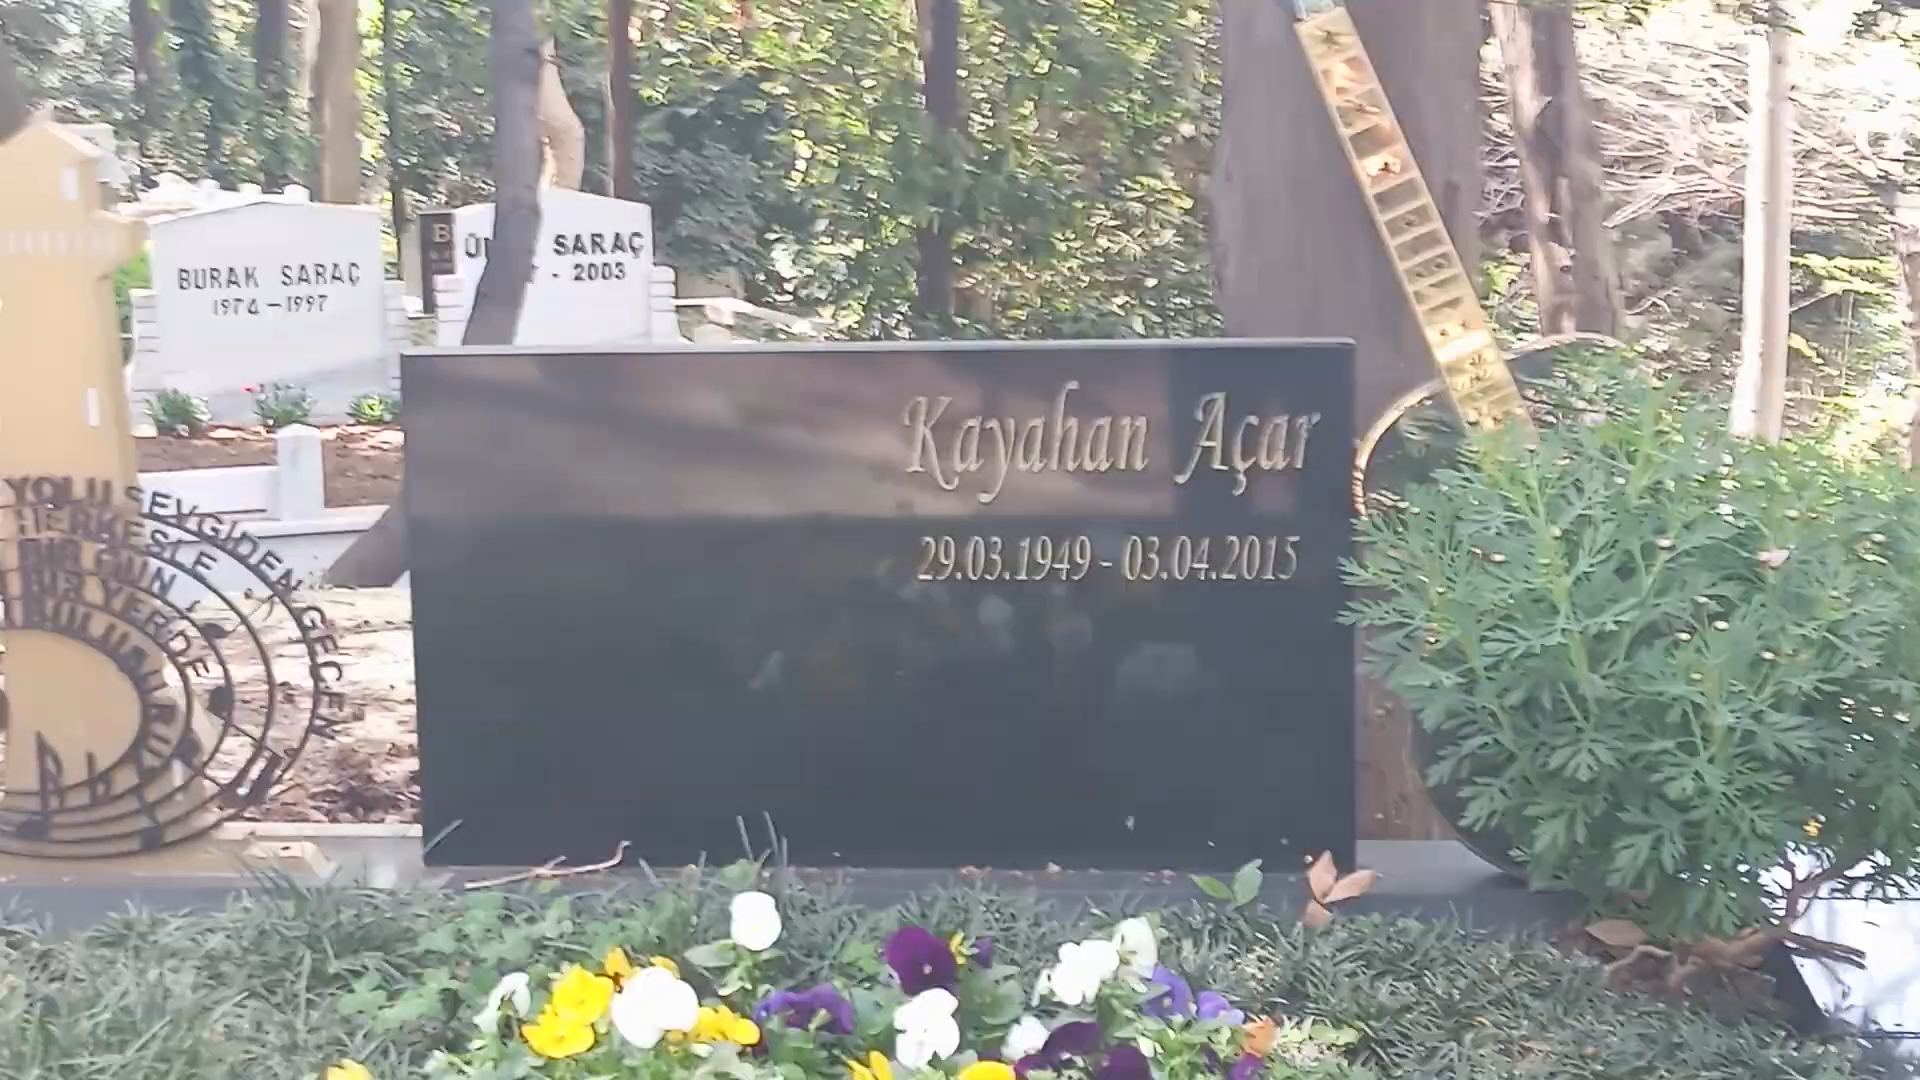 BURAK SARAÇ
1974 – 1997
SARAÇ
- 2003
B
Kayahan Açar
29.03.1949 - 03.04.2015
YOLU SEVGİDEN GEÇEN
HERKESLE
BİR GÜN
BİR YERDE
BULUŞURUZ